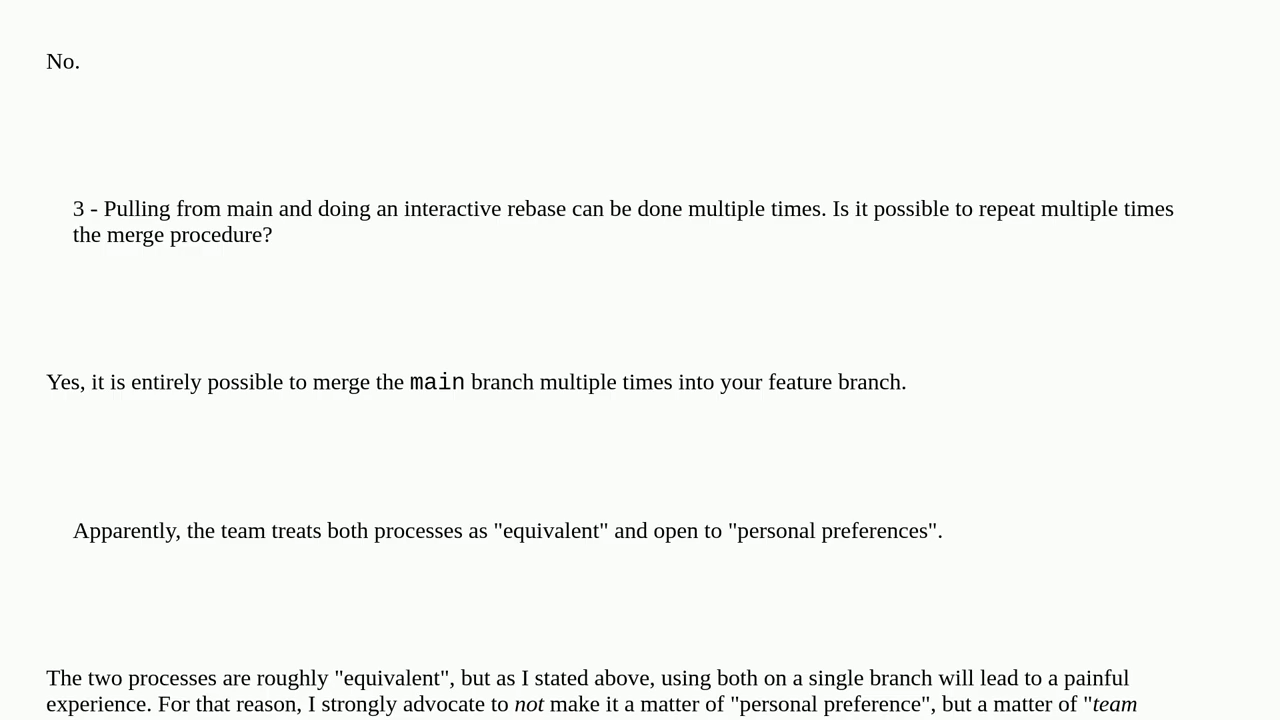 No.
3 - Pulling from main and doing an interactive rebase can be done multiple times. Is it possible to repeat multiple times
the merge procedure?
Yes, it is entirely possible to merge the main branch multiple times into your feature branch.
Apparently, the team treats both processes as "equivalent" and open to "personal preferences".
The two processes are roughly "equivalent", but as I stated above, using both on a single branch will lead to a painful
experience. For that reason, I strongly advocate to not make it a matter of "personal preference", but a matter of "team